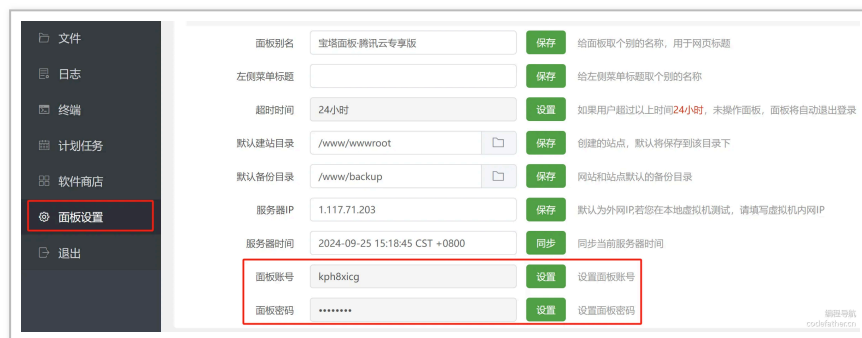 文件
日志
终端
计划任务
软件商店
面板设置
退出
面板别名 宝塔面板·腾讯云专享版 保存 给面板取个别的名称，用于网页标题
左侧菜单标题 保存 给左侧菜单标题取个别的名称
超时时间 24小时 设置 如果用户超过以上时间24小时，未操作面板，面板将自动退出登录
默认建站目录 /www/wwwroot 保存 创建的站点，默认将保存到该目录下
默认备份目录 /www/backup 保存 网站和站点默认的备份目录
服务器IP 1.117.71.203 保存 默认为外网IP,若您在本地虚拟机测试，请填写虚拟机内网IP
服务器时间 2024-09-25 15:18:45 CST +0800 同步 同步当前服务器时间
面板账号 kph8xicg 设置 设置面板账号
面板密码 •••••••• 设置 设置面板密码
编程导航
codefather.cn